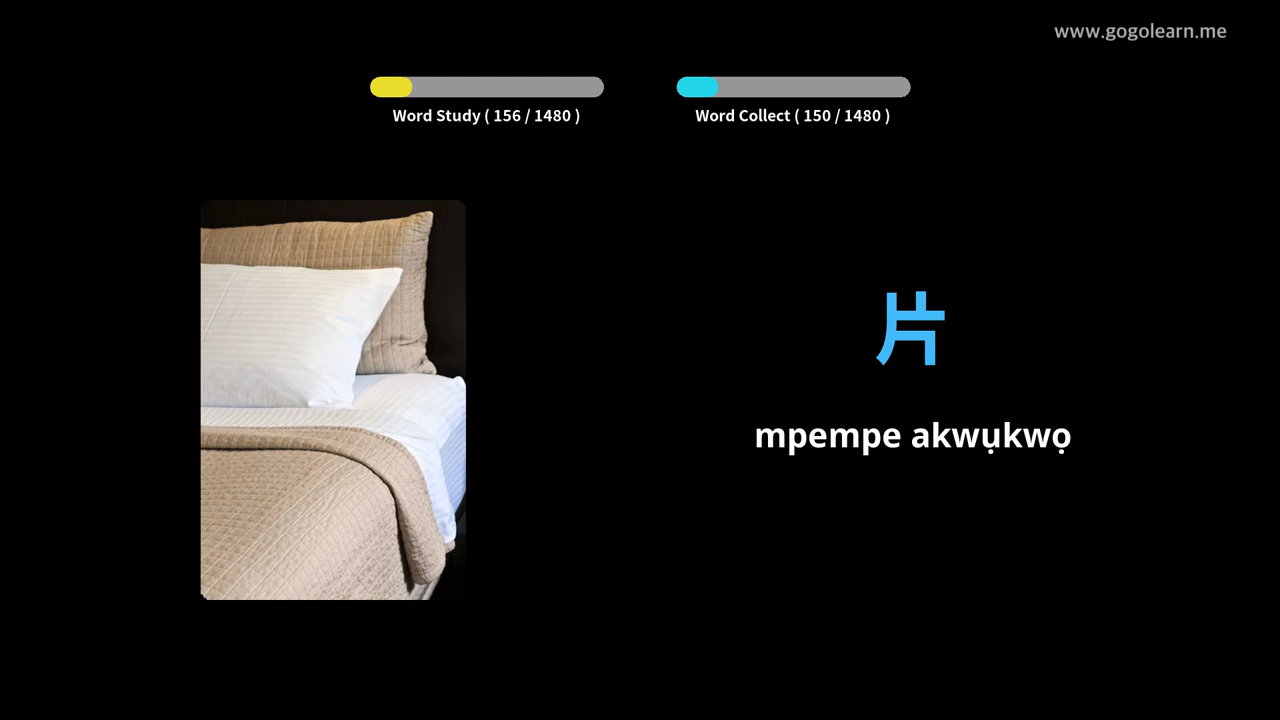 www.gogolearn.me
Word Study ( 156 / 1480 )
Word Collect ( 150 / 1480 )
片
mpempe akwụkwọ